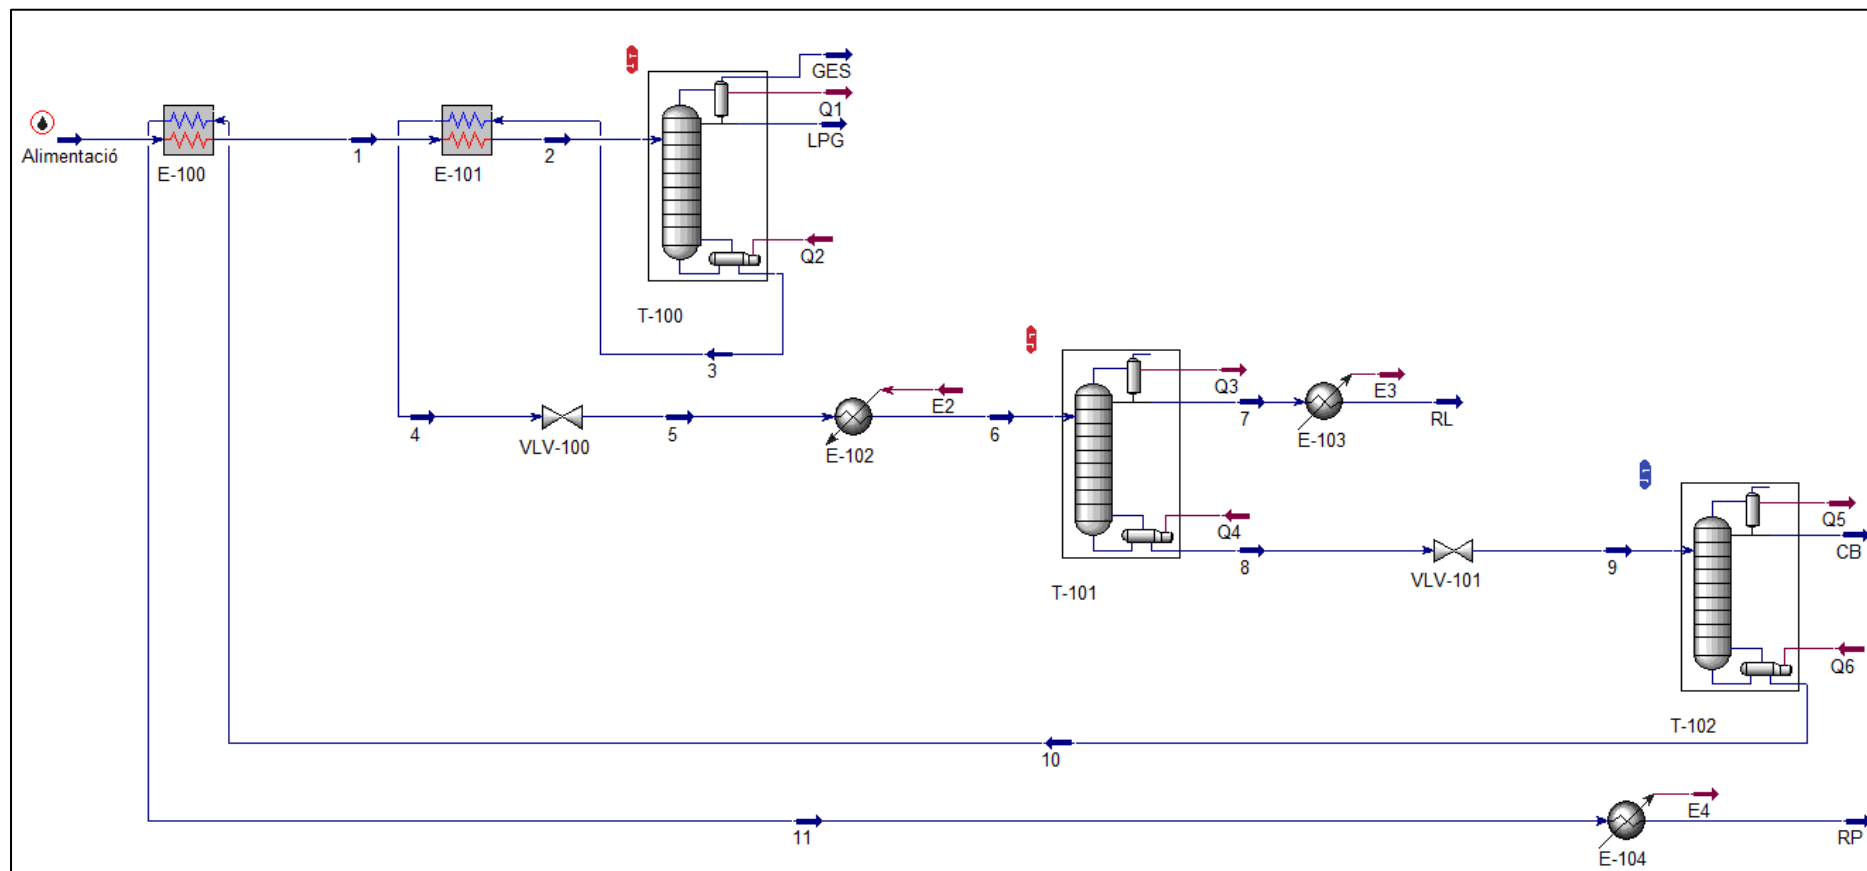 GES
Q1
LPG
Alimentació
E-100
1
E-101
2
Q2
T-100
3
4
VLV-100
5
E-102
E2
6
Q3
7
E-103
E3
RL
Q4
8
T-101
VLV-101
9
Q5
CB
Q6
T-102
10
11
E-104
E4
RP